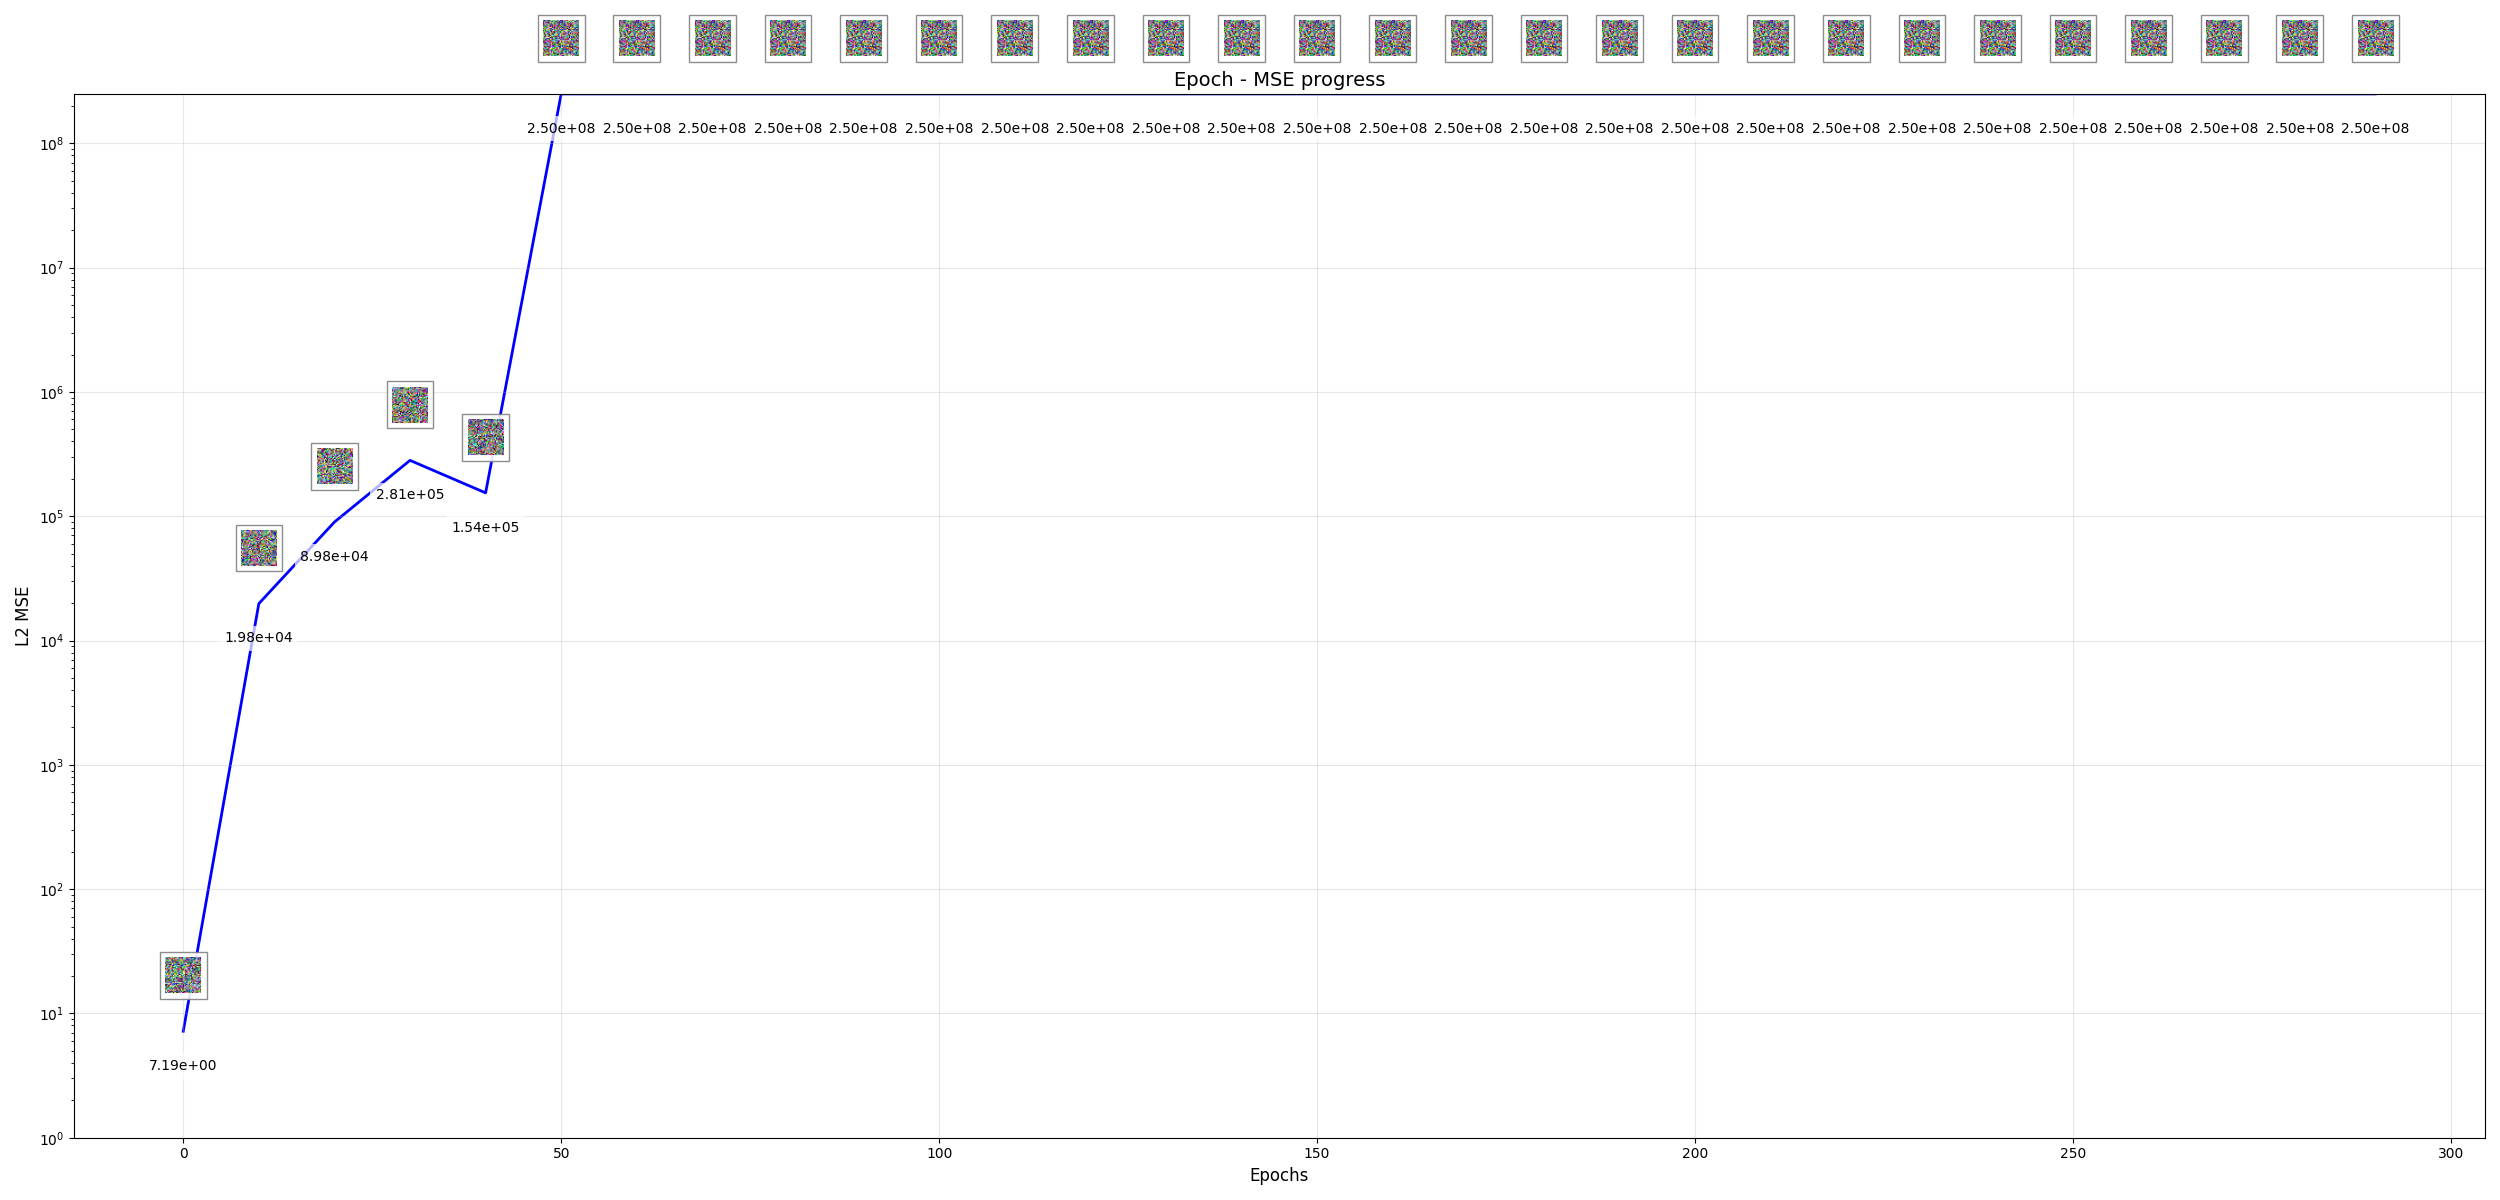 Epoch - MSE progress
2.50e+08 2.50e+08 2.50e+08 2.50e+08 2.50e+08 2.50e+08 2.50e+08 2.50e+08 2.50e+08 2.50e+08 2.50e+08 2.50e+08 2.50e+08 2.50e+08 2.50e+08 2.50e+08 2.50e+08 2.50e+08 2.50e+08 2.50e+08 2.50e+08 2.50e+08 2.50e+08 2.50e+08 2.50e+08
10⁸
10⁷
10⁶
2.81e+05
10⁵
1.54e+05
8.98e+04
L2 MSE
1.98e+04
10⁴
10³
10²
10¹
7.19e+00
10⁰
0 50 100 150 200 250 300
Epochs